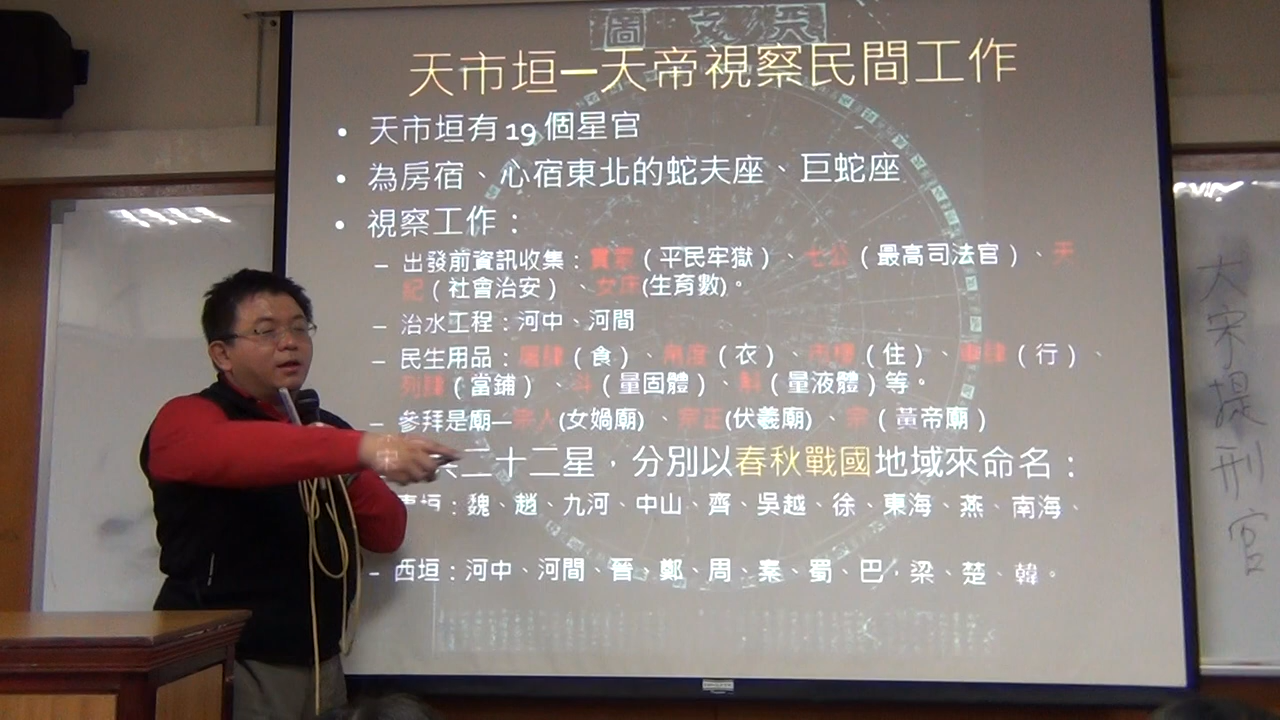 天文圖
天市垣—天帝視察民間工作
• 天市垣有 19 個星官
• 為房宿、心宿東北的蛇夫座、巨蛇座
• 視察工作：
– 出發前資訊收集：貫索（平民牢獄）、七公（最高司法官）、天
紀（社會治安）、女床(生育數)。
– 治水工程：河中、河間
– 民生用品：屠肆（食）、帛度（衣）、市樓（住）、車肆（行）、
列肆（當鋪）、斗（量固體）、斛（量液體）等。
– 參拜是廟—宗人(女媧廟)、宗正(伏羲廟)、宗（黃帝廟）
共二十二星，分別以春秋戰國地域來命名：
東垣：魏、趙、九河、中山、齊、吳越、徐、東海、燕、南海、
– 西垣：河中、河間、晉、鄭、周、秦、蜀、巴，梁、楚、韓。
大宋提刑官